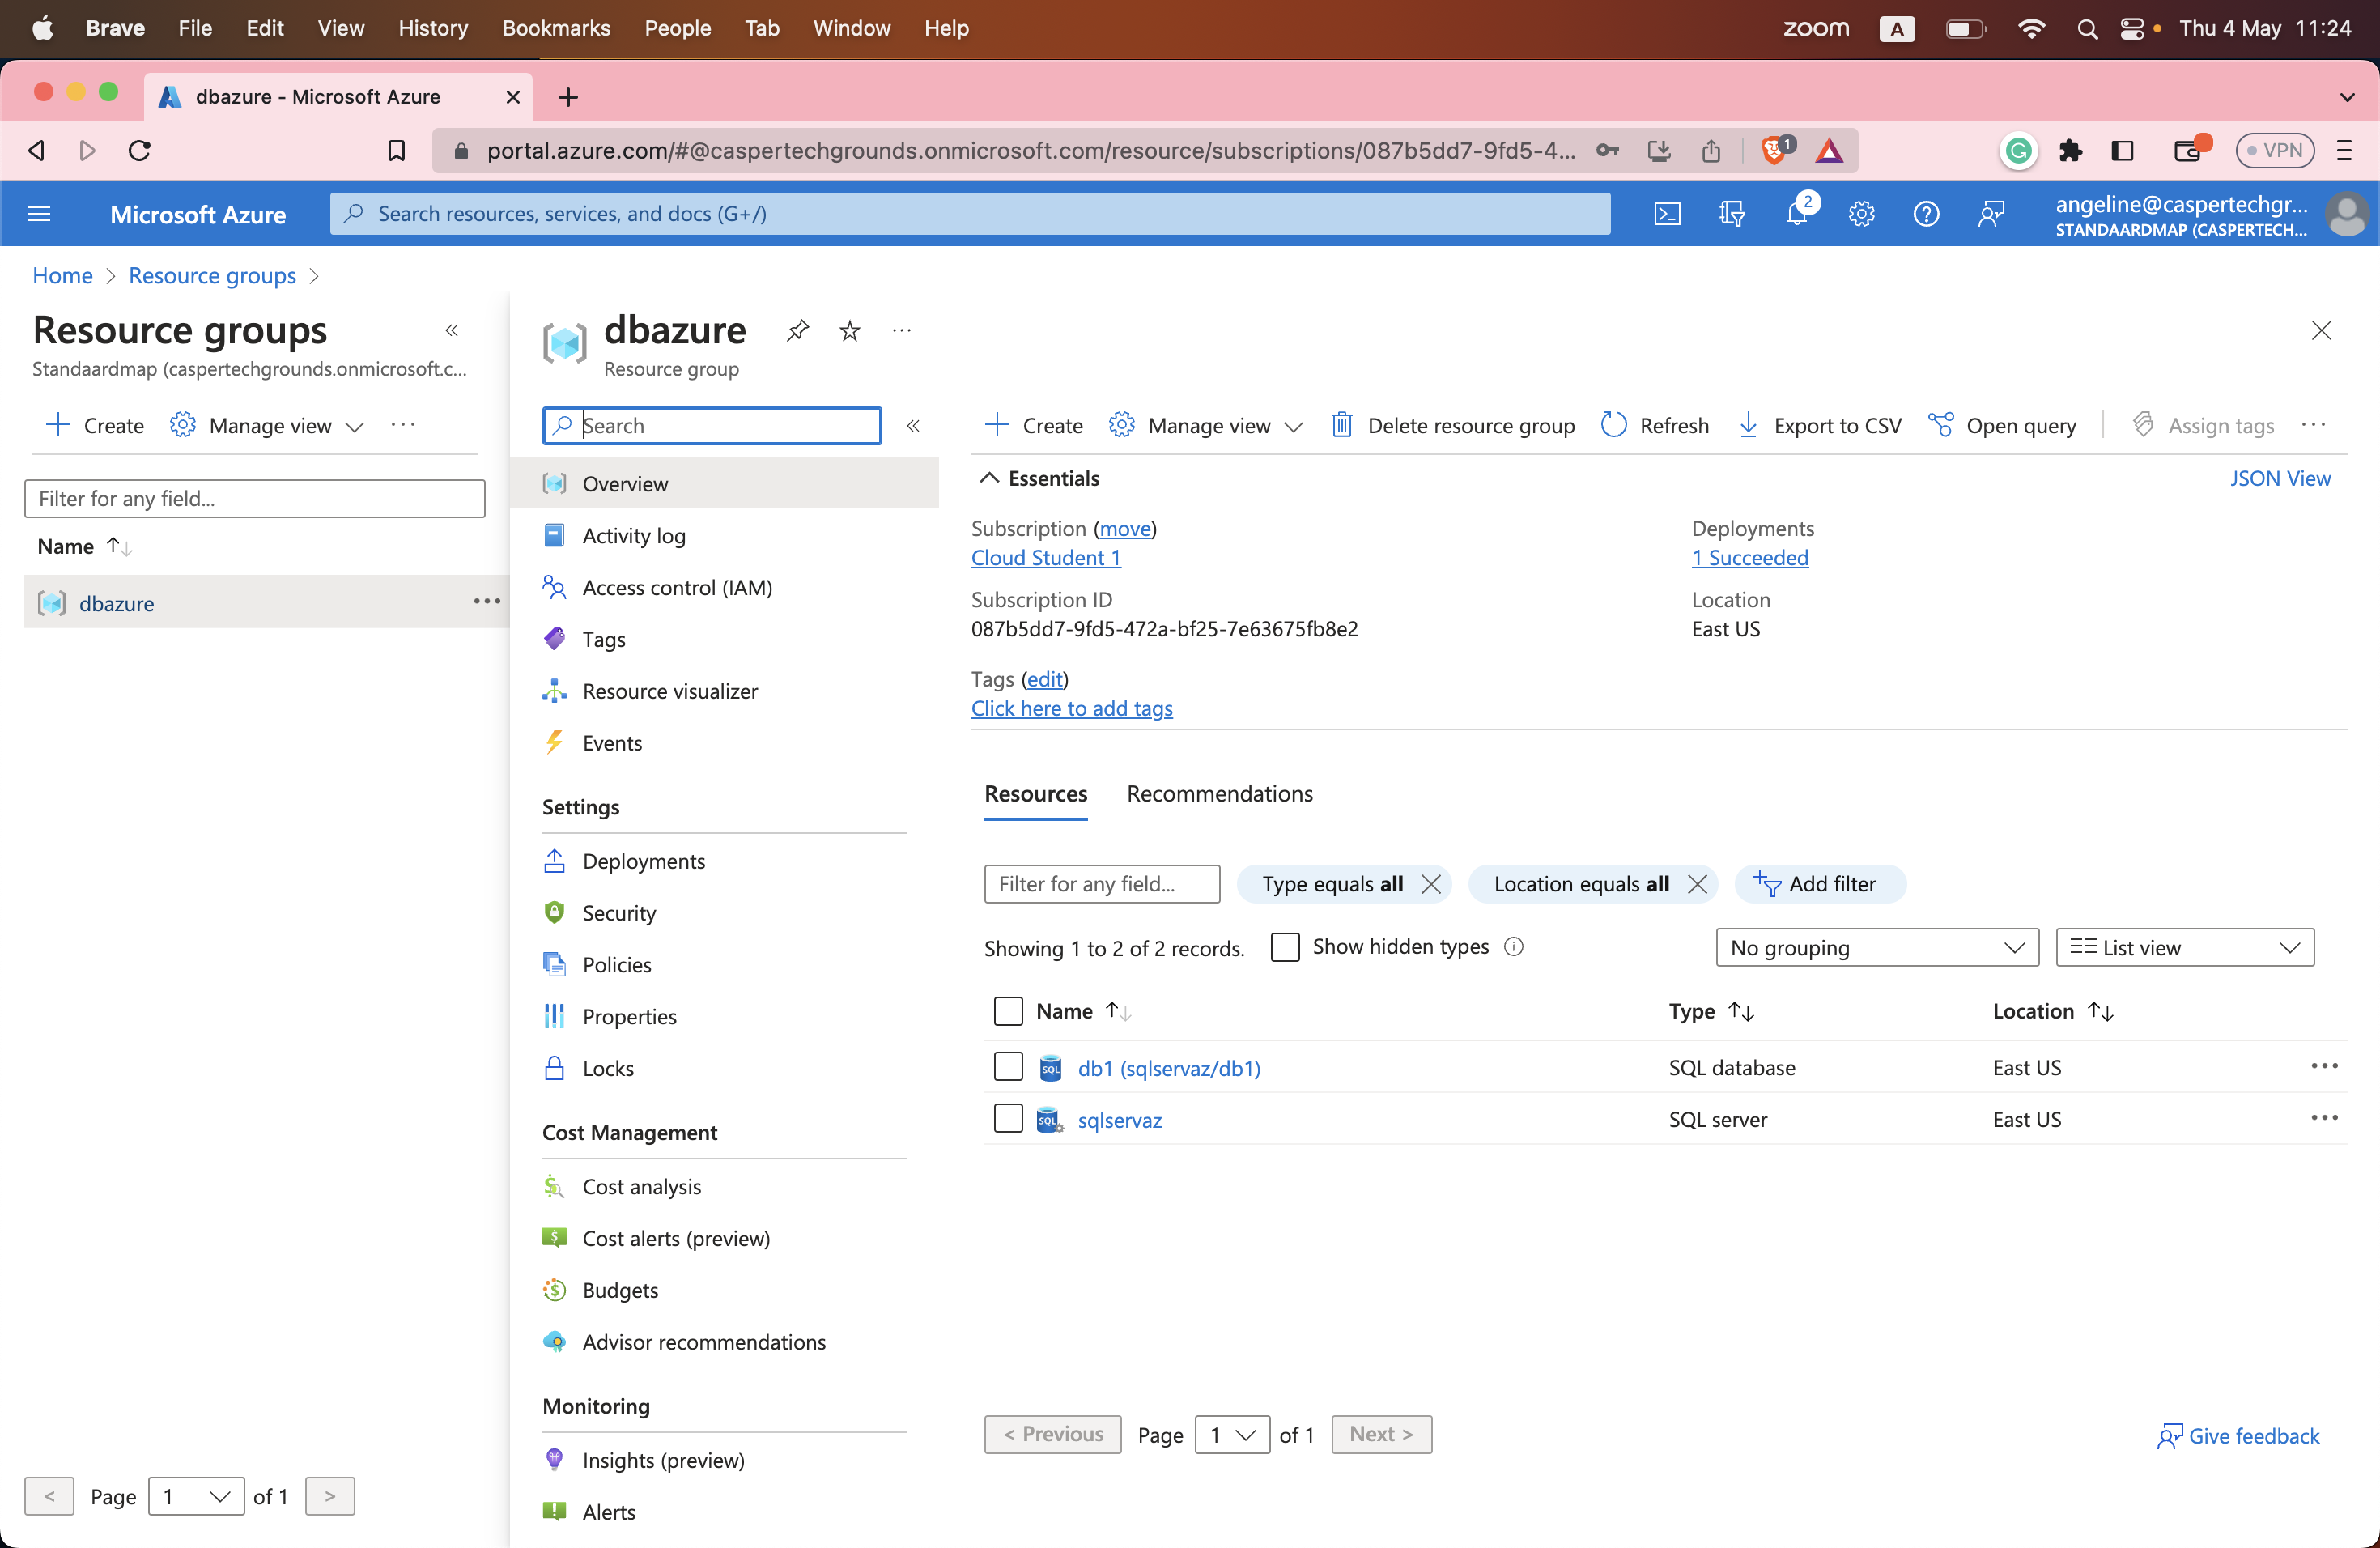 Brave File Edit View History Bookmarks People Tab Window Help zoom A Thu 4 May 11:24
dbazure - Microsoft Azure
portal.azure.com/#@caspertechgrounds.onmicrosoft.com/resource/subscriptions/087b5dd7-9fd5-4... 1 VPN
Microsoft Azure Search resources, services, and docs (G+/) 2 angeline@caspertechgr...
STANDAARDMAP (CASPERTECH...
Home > Resource groups >
Resource groups «
Standaardmap (caspertechgrounds.onmicrosoft.c...
+ Create Manage view ...
Filter for any field...
Name ↑↓
dbazure ...
< Page 1 of 1 >
dbazure ...
Resource group
Search «
Overview
Activity log
Access control (IAM)
Tags
Resource visualizer
Events
Settings
Deployments
Security
Policies
Properties
Locks
Cost Management
Cost analysis
Cost alerts (preview)
Budgets
Advisor recommendations
Monitoring
Insights (preview)
Alerts
+ Create Manage view Delete resource group Refresh Export to CSV Open query Assign tags ...
Essentials JSON View
Subscription (move) Deployments
Cloud Student 1 1 Succeeded
Subscription ID Location
087b5dd7-9fd5-472a-bf25-7e63675fb8e2 East US
Tags (edit)
Click here to add tags
Resources Recommendations
Filter for any field... Type equals all Location equals all Add filter
Showing 1 to 2 of 2 records. Show hidden types No grouping List view
Name ↑↓ Type ↑↓ Location ↑↓
SQL db1 (sqlservaz/db1) SQL database East US ...
SQL sqlservaz SQL server East US ...
< Previous Page 1 of 1 Next > Give feedback